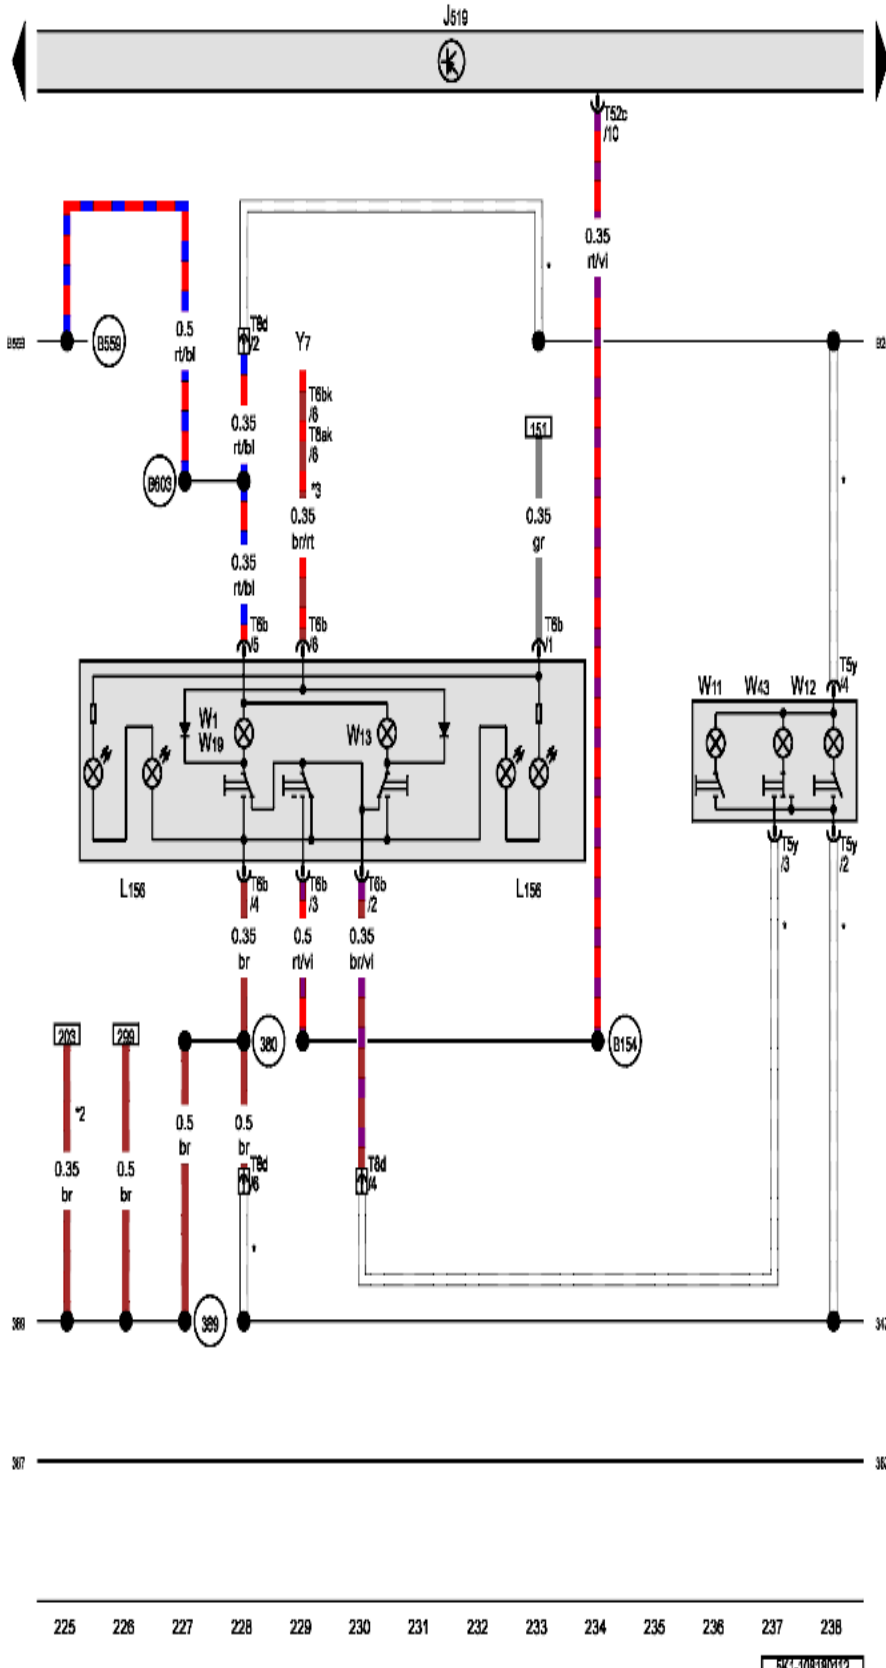 J519
T52c
/10
0.35
rt/vi
*
0.5
rt/bl
T8d
/2
Y7
B559
T6bk
/6
T8ak
/6
*3
0.35
rt/bl
151
B603
*
0.35
br/rt
0.35
gr
0.35
rt/bl
T6b
/5
T6b
/6
T6b
/1
T5y
/4
W11
W43
W12
W1
W19
W13
T5y
/3
T5y
/2
L156
T6b
/4
T6b
/3
T6b
/2
L156
0.35
br
0.5
rt/vi
0.35
br/vi
*
*
203
299
380
B154
*2
0.5
br
0.5
br
0.35
br
0.5
br
T8d
/6
T8d
/4
*
389
389
367
225 226 227 228 229 230 231 232 233 234 235 236 237 238